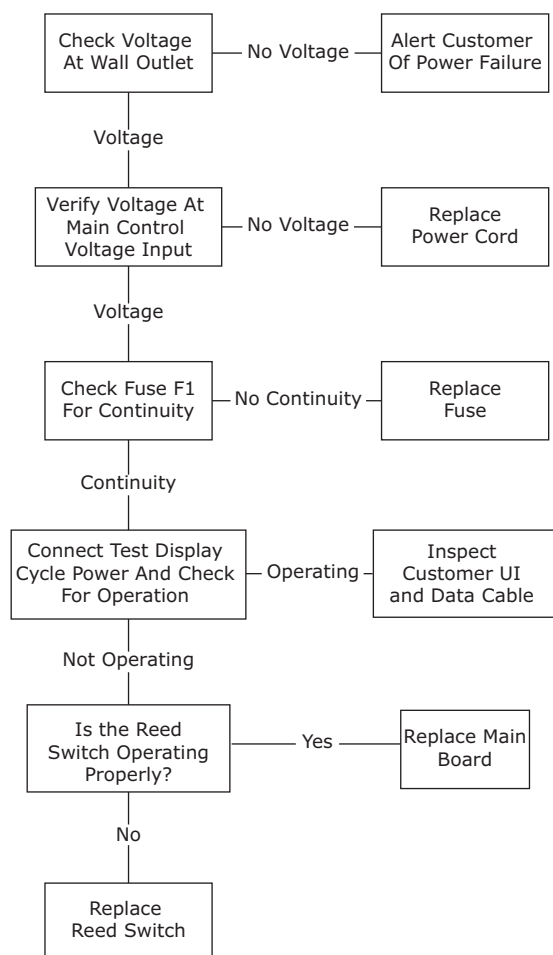 Check Voltage
At Wall Outlet
No Voltage
Alert Customer
Of Power Failure
Voltage
Verify Voltage At
Main Control
Voltage Input
No Voltage
Replace
Power Cord
Voltage
Check Fuse F1
For Continuity
No Continuity
Replace
Fuse
Continuity
Connect Test Display
Cycle Power And Check
For Operation
Operating
Inspect
Customer UI
and Data Cable
Not Operating
Is the Reed
Switch Operating
Properly?
Yes
Replace Main
Board
No
Replace
Reed Switch